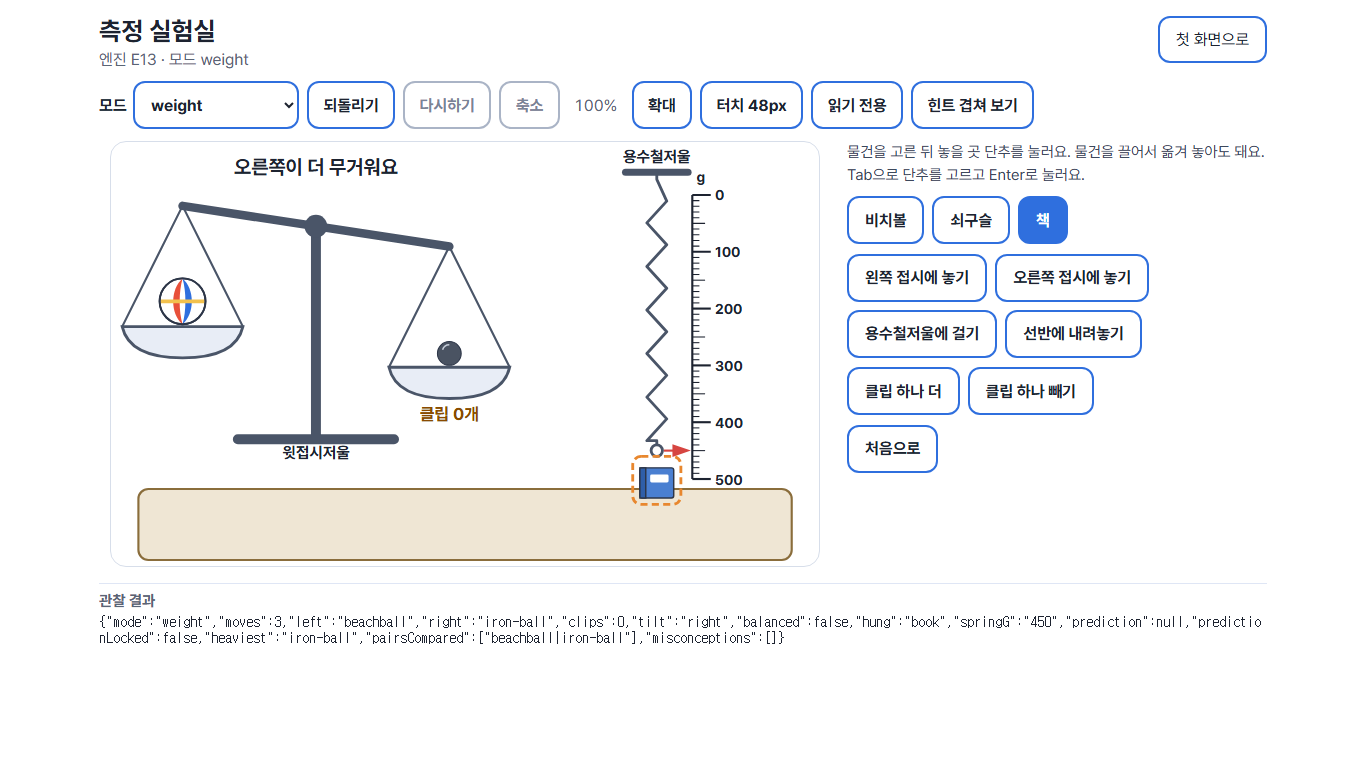 측정 실험실
엔진 E13 · 모드 weight
첫 화면으로
모드 weight 되돌리기 다시하기 축소 100% 확대 터치 48px 읽기 전용 힌트 겹쳐 보기
오른쪽이 더 무거워요
클립 0개
윗접시저울
용수철저울
g
0
100
200
300
400
500
물건을 고른 뒤 놓을 곳 단추를 눌러요. 물건을 끌어서 옮겨 놓아도 돼요.
Tab으로 단추를 고르고 Enter로 눌러요.
비치볼 쇠구슬 책
왼쪽 접시에 놓기 오른쪽 접시에 놓기
용수철저울에 걸기 선반에 내려놓기
클립 하나 더 클립 하나 빼기
처음으로
관찰 결과
{"mode":"weight","moves":3,"left":"beachball","right":"iron-ball","clips":0,"tilt":"right","balanced":false,"hung":"book","springG":"450","prediction":null,"predictio
nLocked":false,"heaviest":"iron-ball","pairsCompared":["beachball|iron-ball"],"misconceptions":[]}